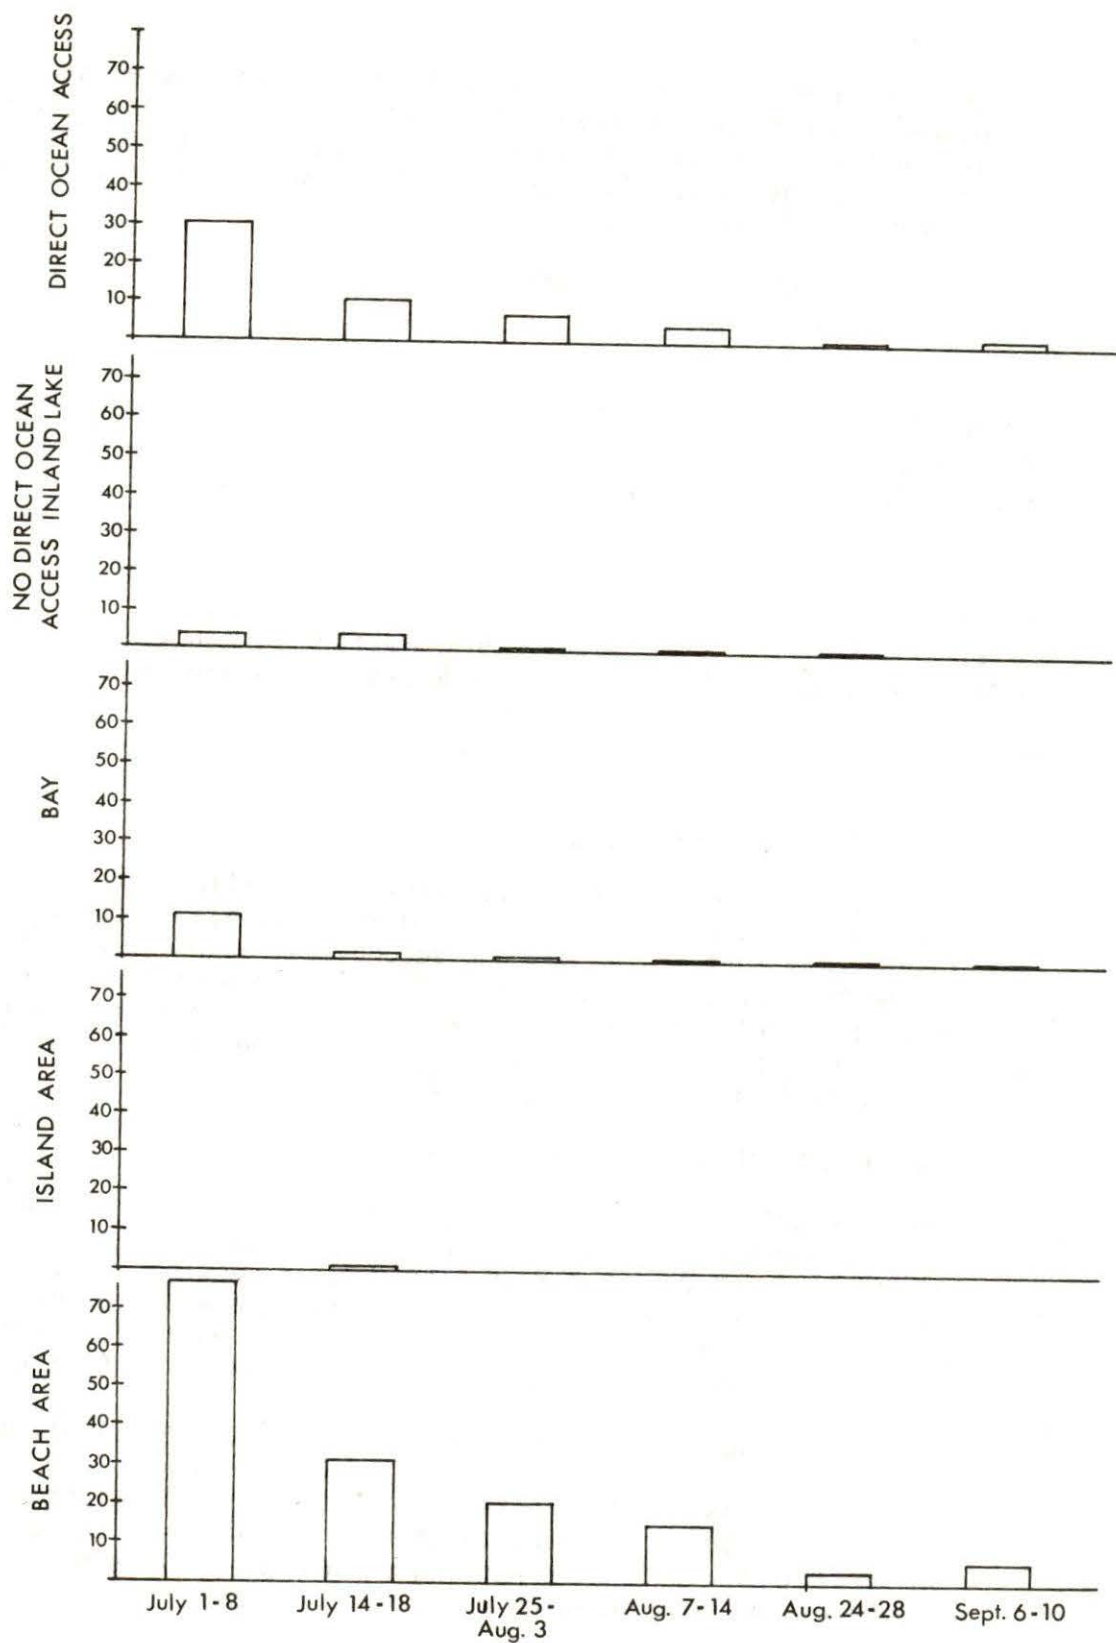 DIRECT OCEAN ACCESS
70
60
50
40
30
20
10
NO DIRECT OCEAN
ACCESS INLAND LAKE
70
60
50
40
30
20
10
BAY
70
60
50
40
30
20
10
ISLAND AREA
70
60
50
40
30
20
10
BEACH AREA
70
60
50
40
30
20
10
July 1-8
July 14-18
July 25-
Aug. 3
Aug. 7-14
Aug. 24-28
Sept. 6-10